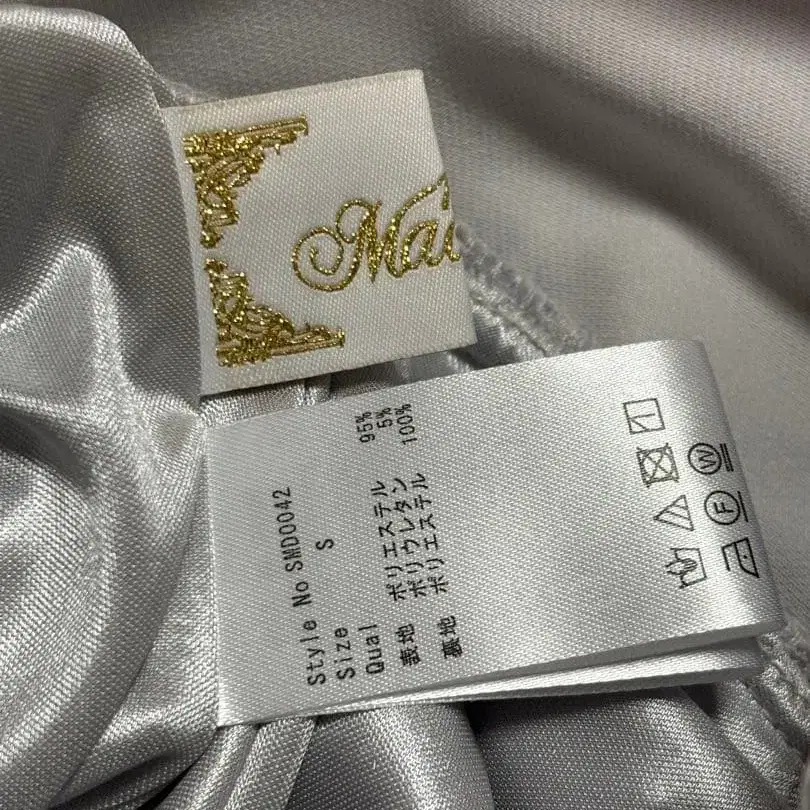 Style No SMD0042
Size S
Qual
表地 ポリエステル 95%
ポリウレタン 5%
裏地 ポリエステル 100%
W
F